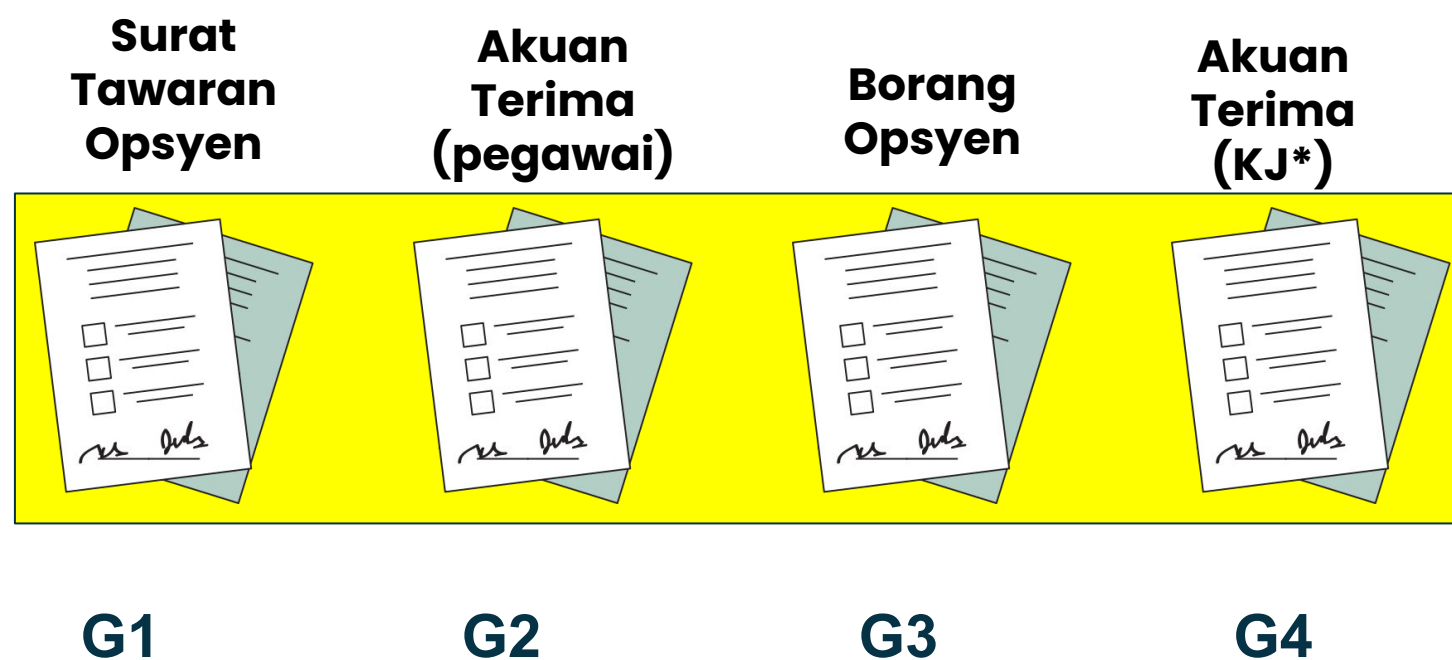 Surat
Tawaran
Opsyen
Akuan
Terima
(pegawai)
Borang
Opsyen
Akuan
Terima
(KJ*)
G1
G2
G3
G4